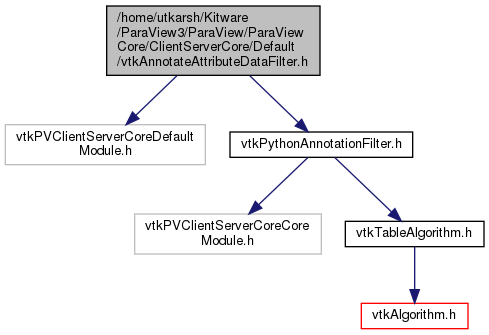 /home/utkarsh/Kitware
/ParaView3/ParaView/ParaView
Core/ClientServerCore/Default
/vtkAnnotateAttributeDataFilter.h
vtkPVClientServerCoreDefault
Module.h
vtkPythonAnnotationFilter.h
vtkPVClientServerCoreCore
Module.h
vtkTableAlgorithm.h
vtkAlgorithm.h